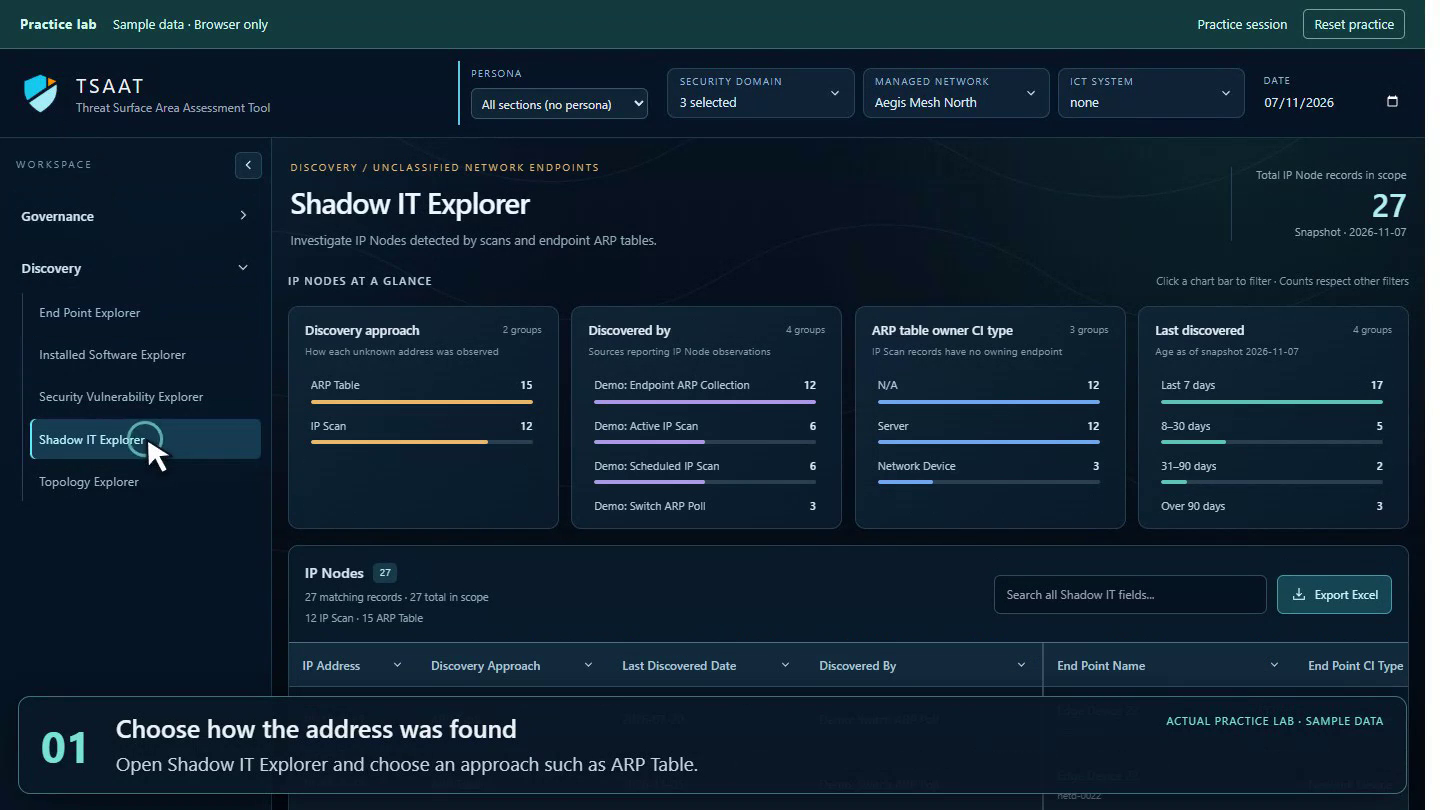 Practice lab
Sample data · Browser only
Practice session
Reset practice
TSAAT
Threat Surface Area Assessment Tool
PERSONA
All sections (no persona)
SECURITY DOMAIN
3 selected
MANAGED NETWORK
Aegis Mesh North
ICT SYSTEM
none
DATE
07/11/2026
WORKSPACE
Governance
Discovery
End Point Explorer
Installed Software Explorer
Security Vulnerability Explorer
Shadow IT Explorer
Topology Explorer
DISCOVERY / UNCLASSIFIED NETWORK ENDPOINTS
Shadow IT Explorer
Investigate IP Nodes detected by scans and endpoint ARP tables.
Total IP Node records in scope
27
Snapshot · 2026-11-07
IP NODES AT A GLANCE
Click a chart bar to filter · Counts respect other filters
Discovery approach
2 groups
How each unknown address was observed
ARP Table 15
IP Scan 12
Discovered by
4 groups
Sources reporting IP Node observations
Demo: Endpoint ARP Collection 12
Demo: Active IP Scan 6
Demo: Scheduled IP Scan 6
Demo: Switch ARP Poll 3
ARP table owner CI type
3 groups
IP Scan records have no owning endpoint
N/A 12
Server 12
Network Device 3
Last discovered
4 groups
Age as of snapshot 2026-11-07
Last 7 days 17
8–30 days 5
31–90 days 2
Over 90 days 3
IP Nodes 27
27 matching records · 27 total in scope
12 IP Scan · 15 ARP Table
Search all Shadow IT fields...
Export Excel
IP Address
Discovery Approach
Last Discovered Date
Discovered By
End Point Name
End Point CI Type
01
Choose how the address was found
Open Shadow IT Explorer and choose an approach such as ARP Table.
ACTUAL PRACTICE LAB · SAMPLE DATA